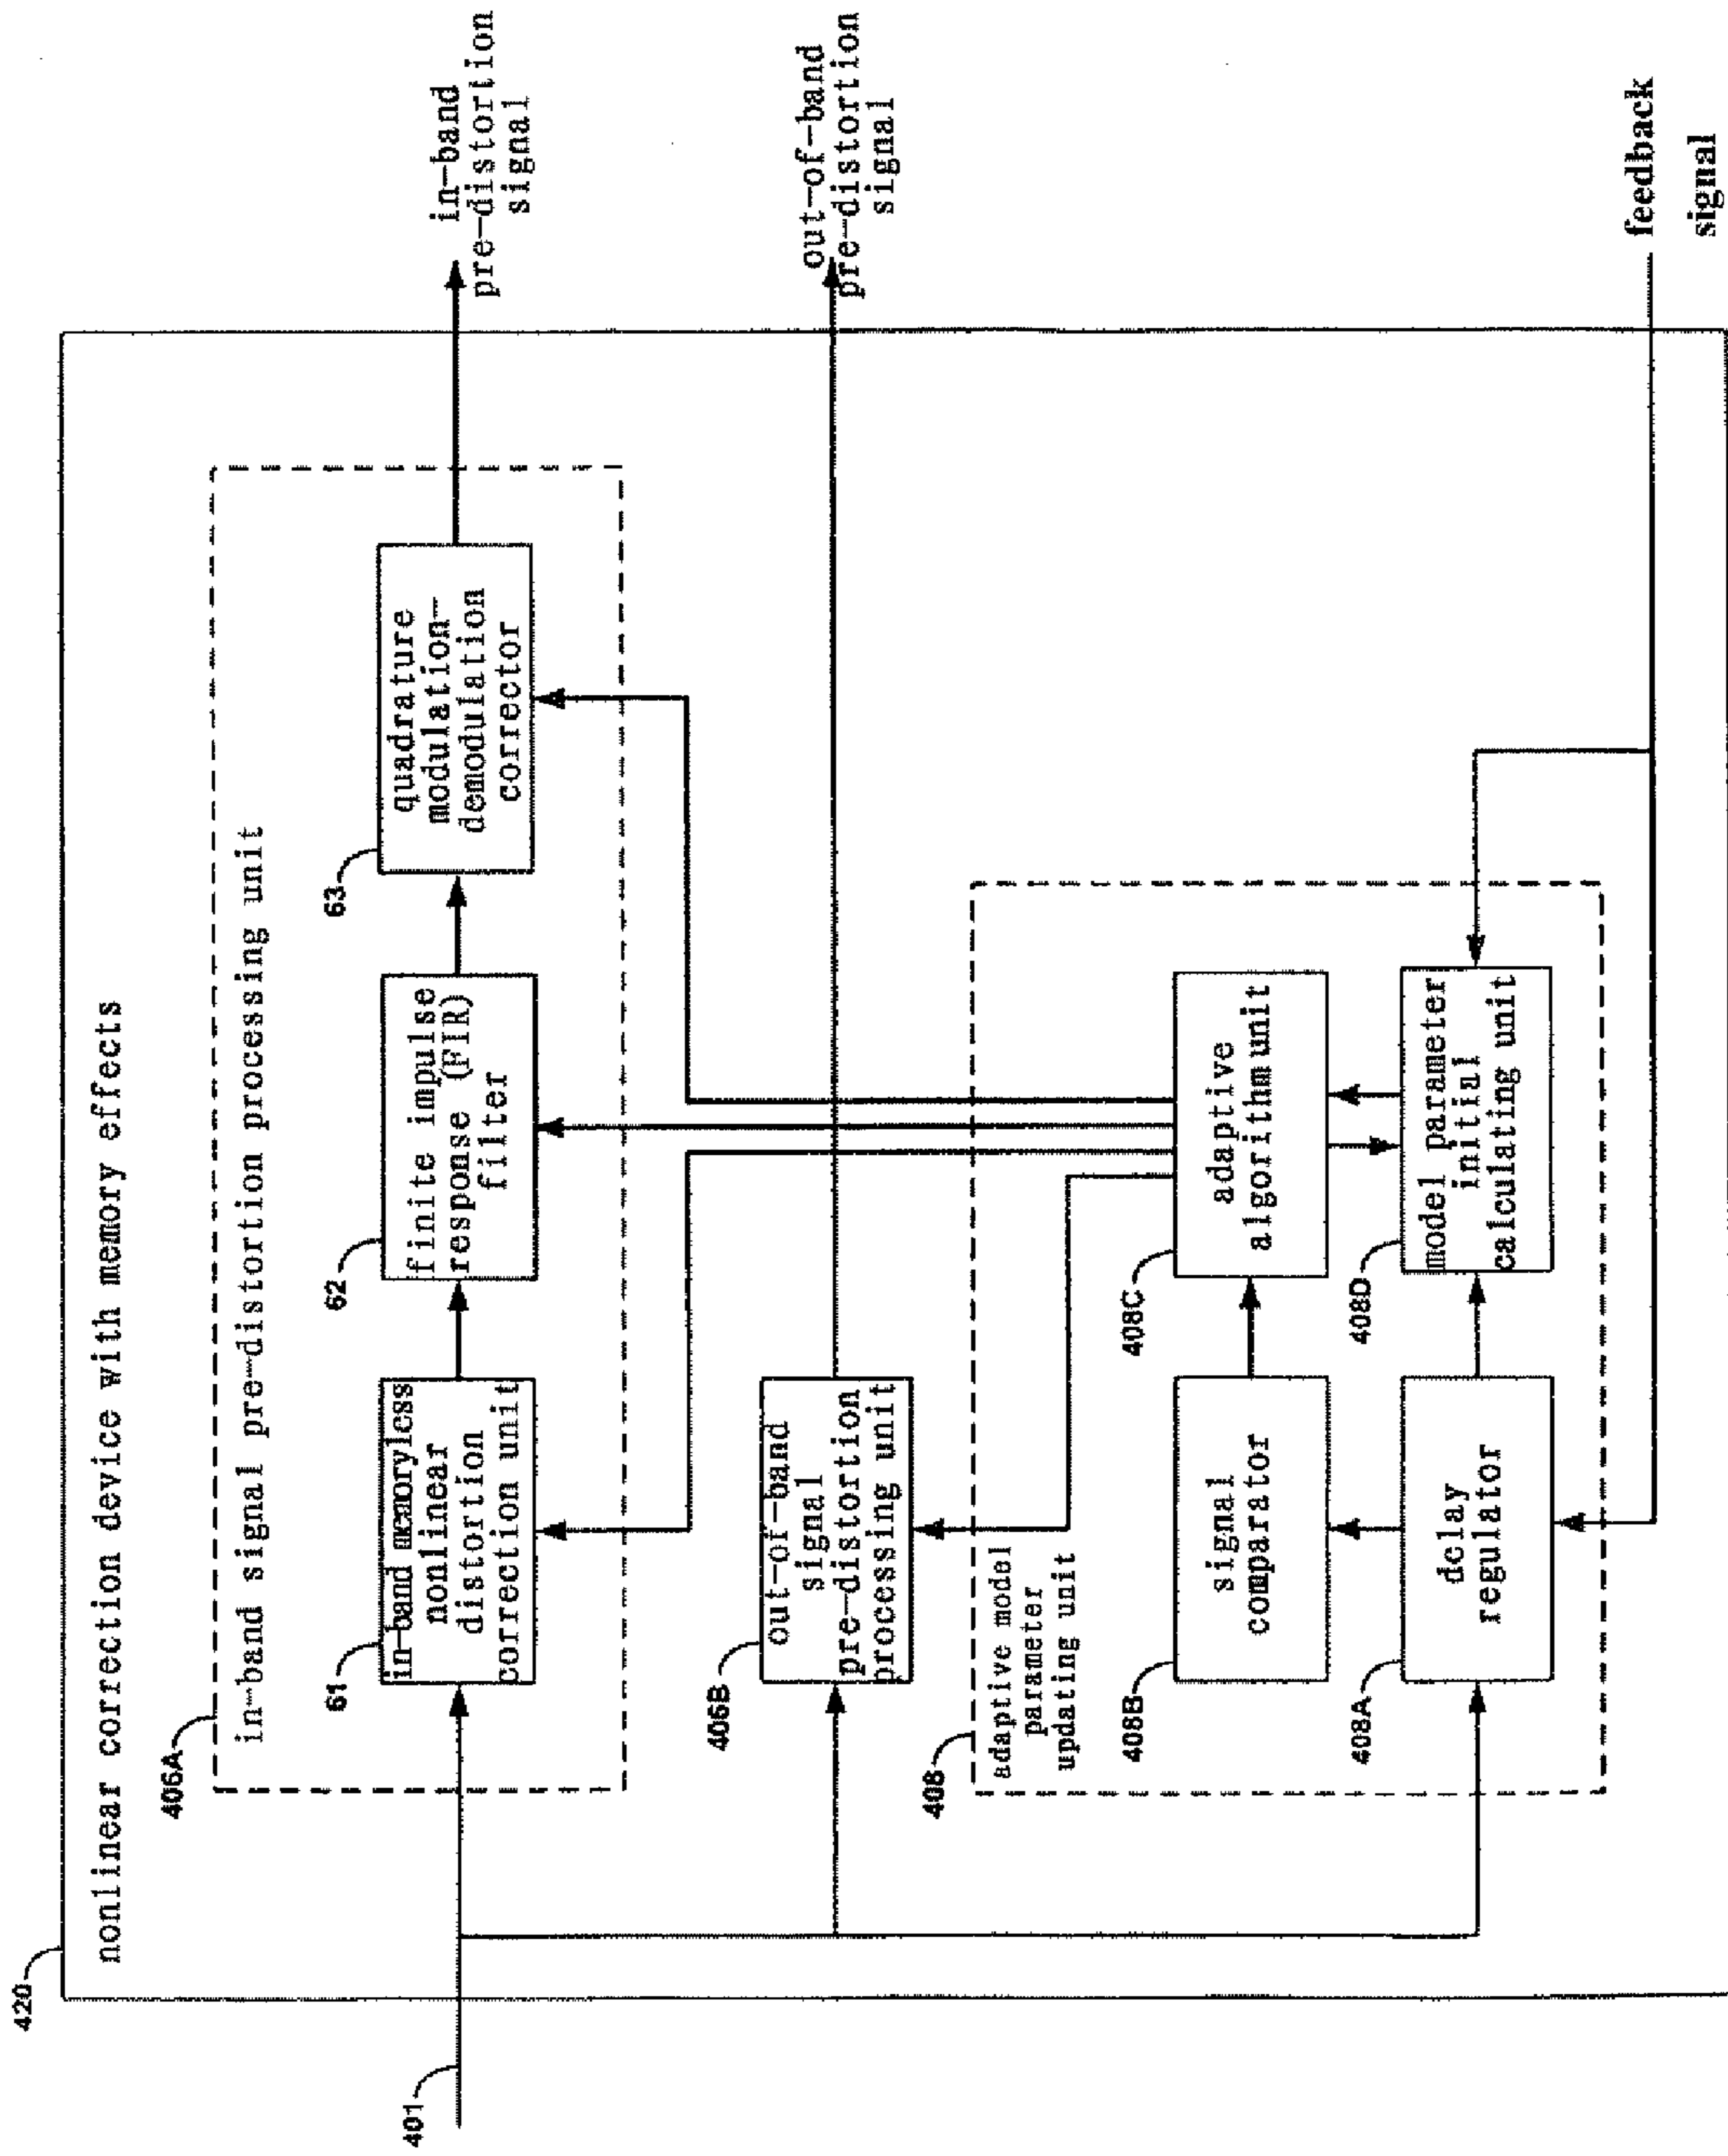 420
nonlinear correction device with memory effects
406A
in-band signal pre-distortion processing unit
401
61
in-band memoryless
nonlinear
distortion
correction unit
62
finite impulse
response (FIR)
filter
63
quadrature
modulation-
demodulation
corrector
in-band
pre-distortion
signal
406B
out-of-band
signal
pre-distortion
processing unit
out-of-band
pre-distortion
signal
408
adaptive model
parameter
updating unit
408B
signal
comparator
408C
adaptive
algorithm unit
408A
delay
regulator
408D
model parameter
initial
calculating unit
feedback
signal